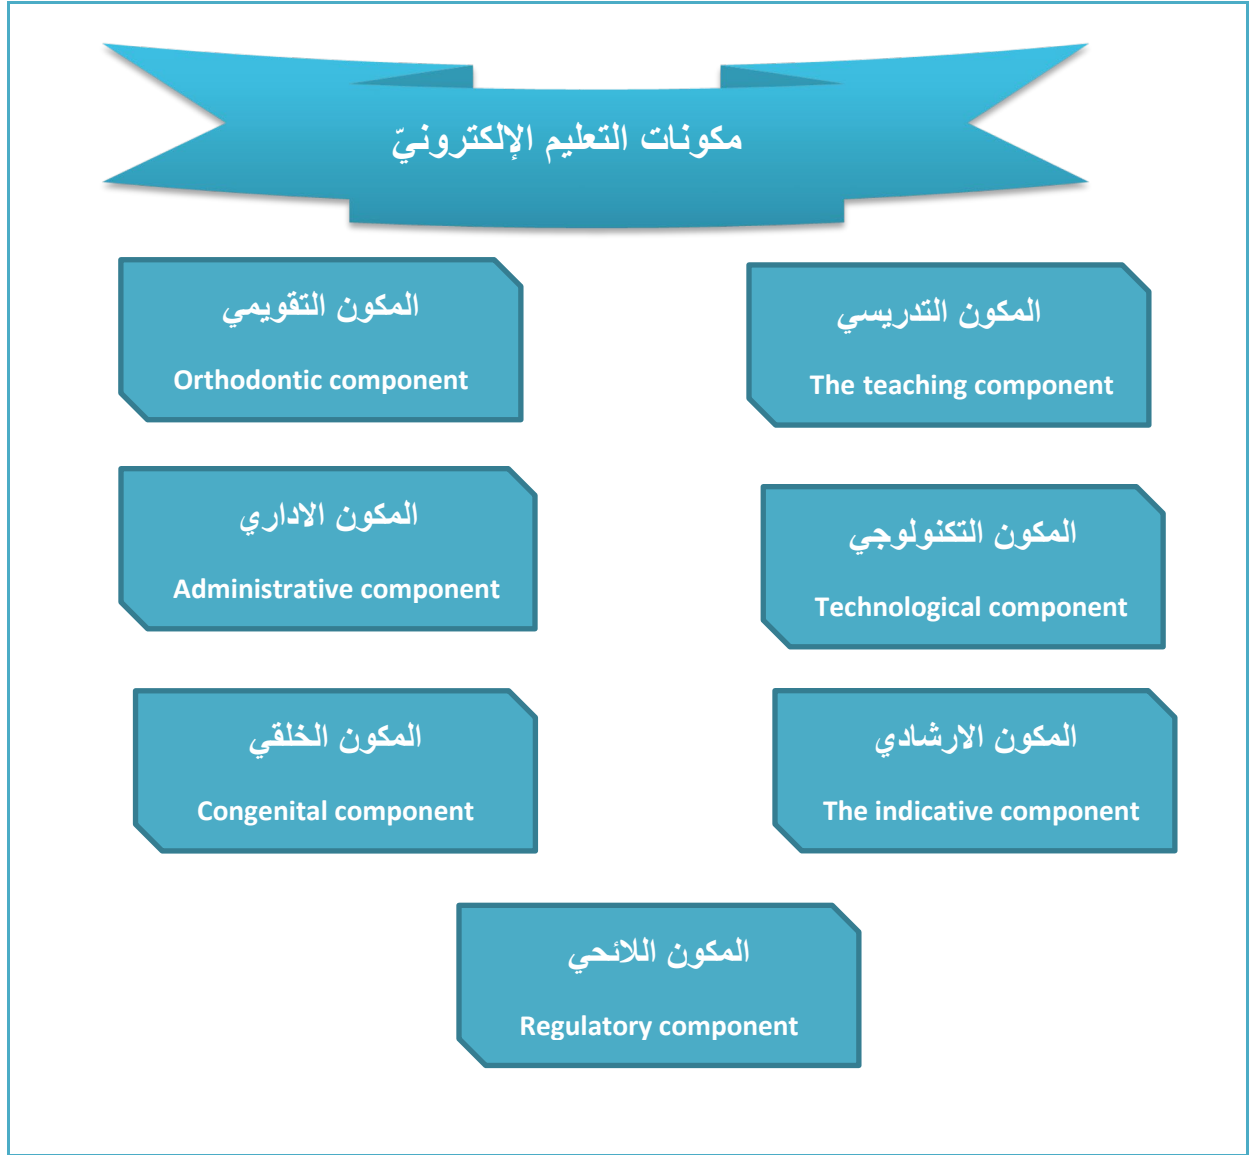 مكونات التعليم الإلكترونيّ
المكون التدريسي
The teaching component
المكون التقويمي
Orthodontic component
المكون التكنولوجي
Technological component
المكون الاداري
Administrative component
المكون الارشادي
The indicative component
المكون الخلقي
Congenital component
المكون اللائحي
Regulatory component